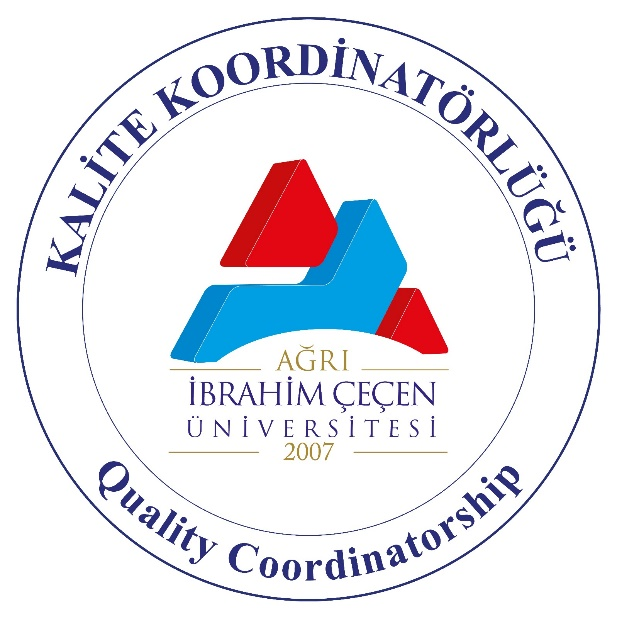 KALİTE KOORDİNATÖRLÜĞÜ
AĞRI
İBRAHİM ÇEÇEN
ÜNİVERSİTESİ
2007
Quality Coordinatorship